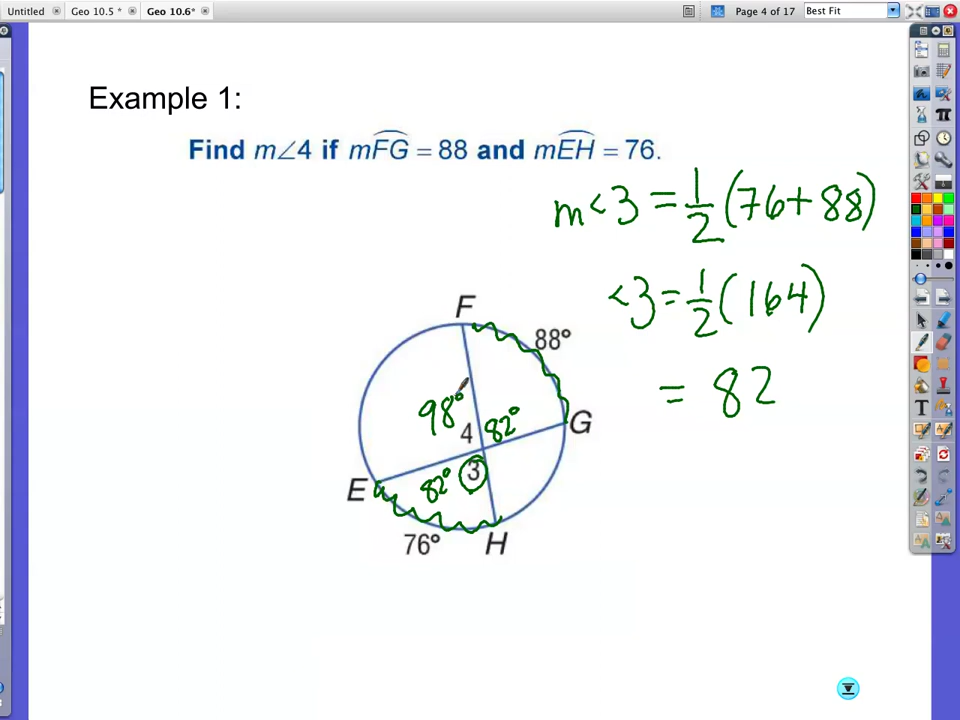 Untitled Geo 10.5 * Geo 10.6* Page 4 of 17 Best Fit
Example 1:
Find m∠4 if mFG = 88 and mEH = 76.
m<3 = 1/2 (76+88)
<3 = 1/2 (164)
= 82
F
88°
98°
4 82° G
E 82° 3
76° H
T